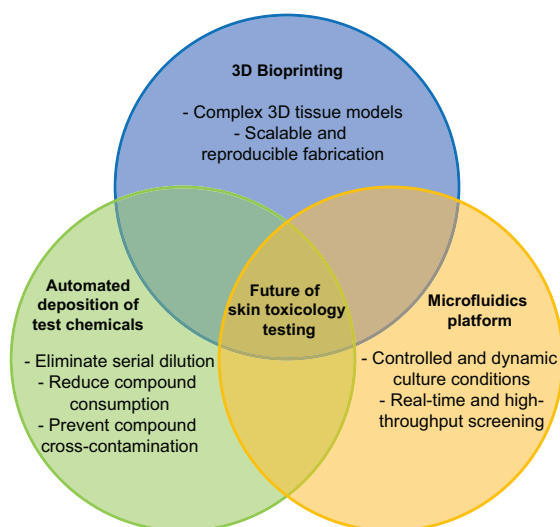 3D Bioprinting
- Complex 3D tissue models
- Scalable and
reproducible fabrication
Automated
deposition of
test chemicals
- Eliminate serial dilution
- Reduce compound
consumption
- Prevent compound
cross-contamination
Future of
skin toxicology
testing
Microfluidics
platform
- Controlled and dynamic
culture conditions
- Real-time and high-
throughput screening